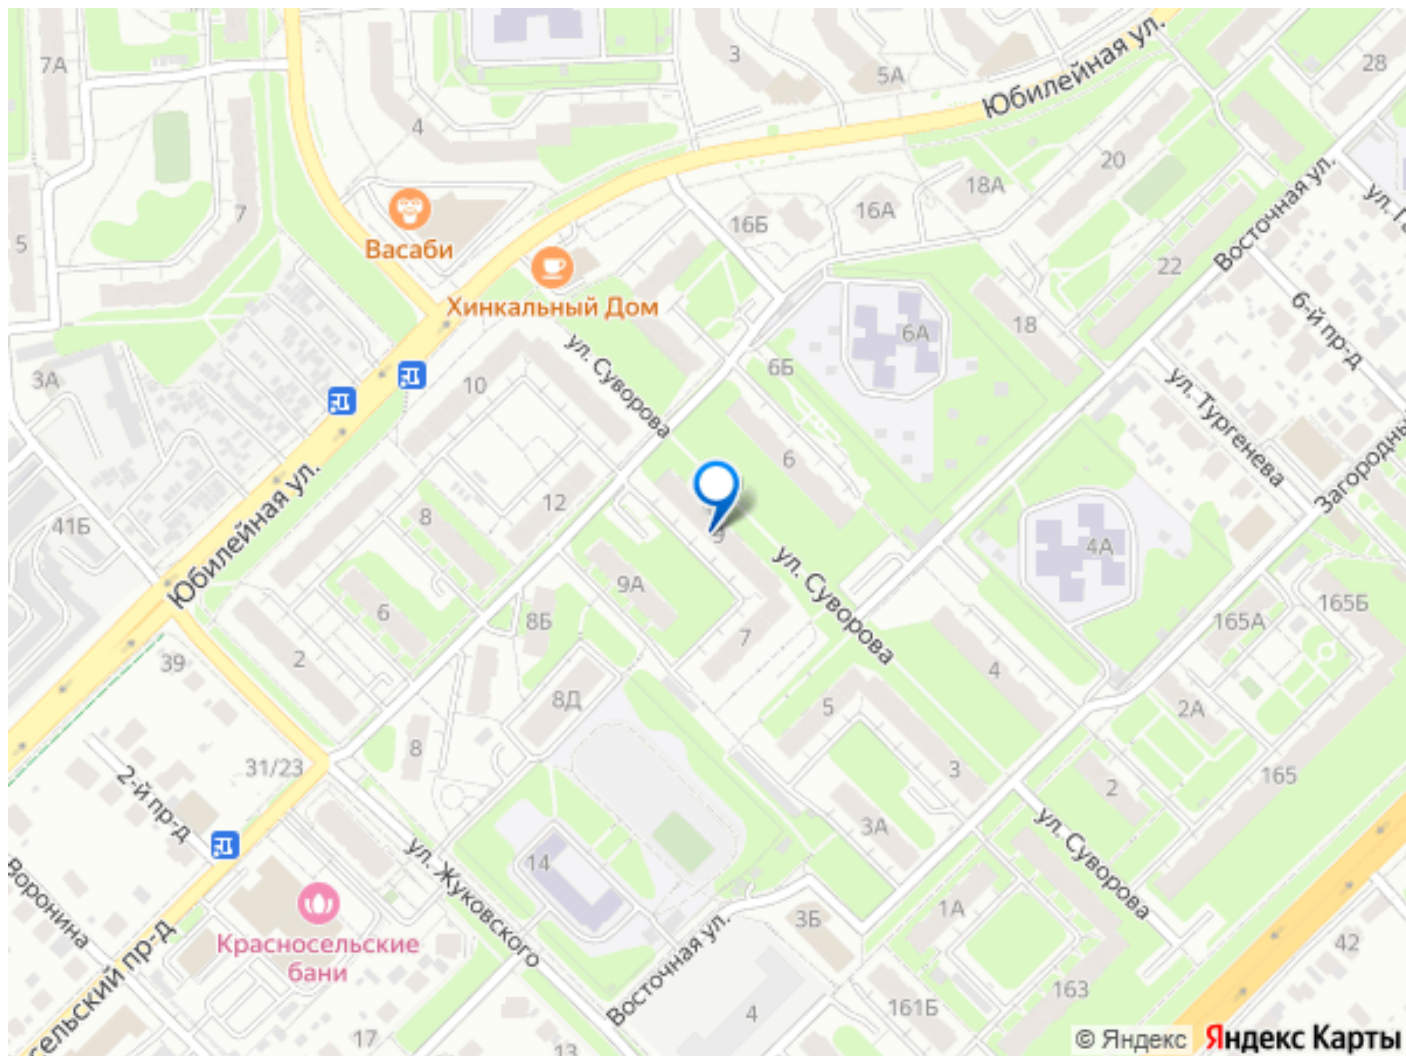 7А
3
5А
Юбилейная ул.
28
4
20
Восточная ул.
7
18А
16Б
16А
Васаби
5
22
Хинкальный Дом
6-й пр-д
18
6А
3А
6Б
ул. Суворова
ул. Тургенева
10
6
Загородный
12
8
41Б
9
4А
Юбилейная ул.
9А
ул. Суворова
6
8Б
165Б
165А
7
2
39
4
8Д
5
2А
8
31/23
3
165
2
2-й пр-д
3А
ул. Суворова
14
ул. Жуковского
Воронина
1А
3Б
Красносельские
бани
42
сельский пр-д
Восточная ул.
163
161Б
4
17
13
© Яндекс
Яндекс Карты